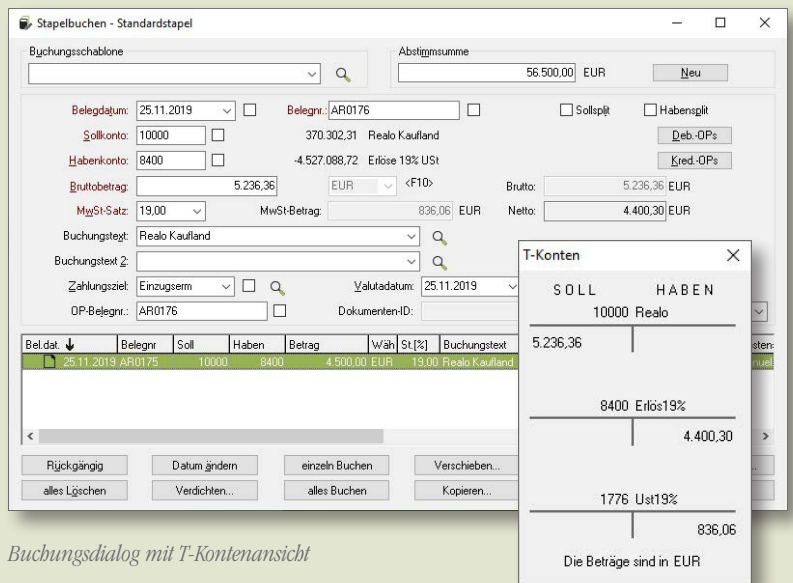 Stapelbuchen - Standardstapel
Buchungsschablone
Abstimmsumme
56.500,00 EUR Neu
Belegdatum: 25.11.2019 Belegnr.: AR0176 Sollsplit Habensplit
Sollkonto: 10000 370.302,31 Realo Kaufland Deb.-OPs
Habenkonto: 8400 -4.527.088,72 Erlöse 19% USt Kred.-OPs
Bruttobetrag: 5.236,36 EUR <F10> Brutto: 5.236,36 EUR
MwSt-Satz: 19,00 MwSt-Betrag: 836,06 EUR Netto: 4.400,30 EUR
Buchungstext: Realo Kaufland
Buchungstext 2:
Zahlungsziel: Einzugserm Valutadatum: 25.11.2019
OP-Belegnr.: AR0176 Dokumenten-ID:
Bel.dat. Belegnr Soll Haben Betrag Wäh St.[%] Buchungstext
25.11.2019 AR0175 10000 8400 4.500,00 EUR 19,00 Realo Kaufland
Rückgängig Datum ändern einzeln Buchen Verschieben...
alles Löschen Verdichten... alles Buchen Kopieren...
T-Konten
SOLL HABEN
10000 Realo
5.236,36
8400 Erlös19%
4.400,30
1776 Ust19%
836,06
Die Beträge sind in EUR
Buchungsdialog mit T-Kontenansicht